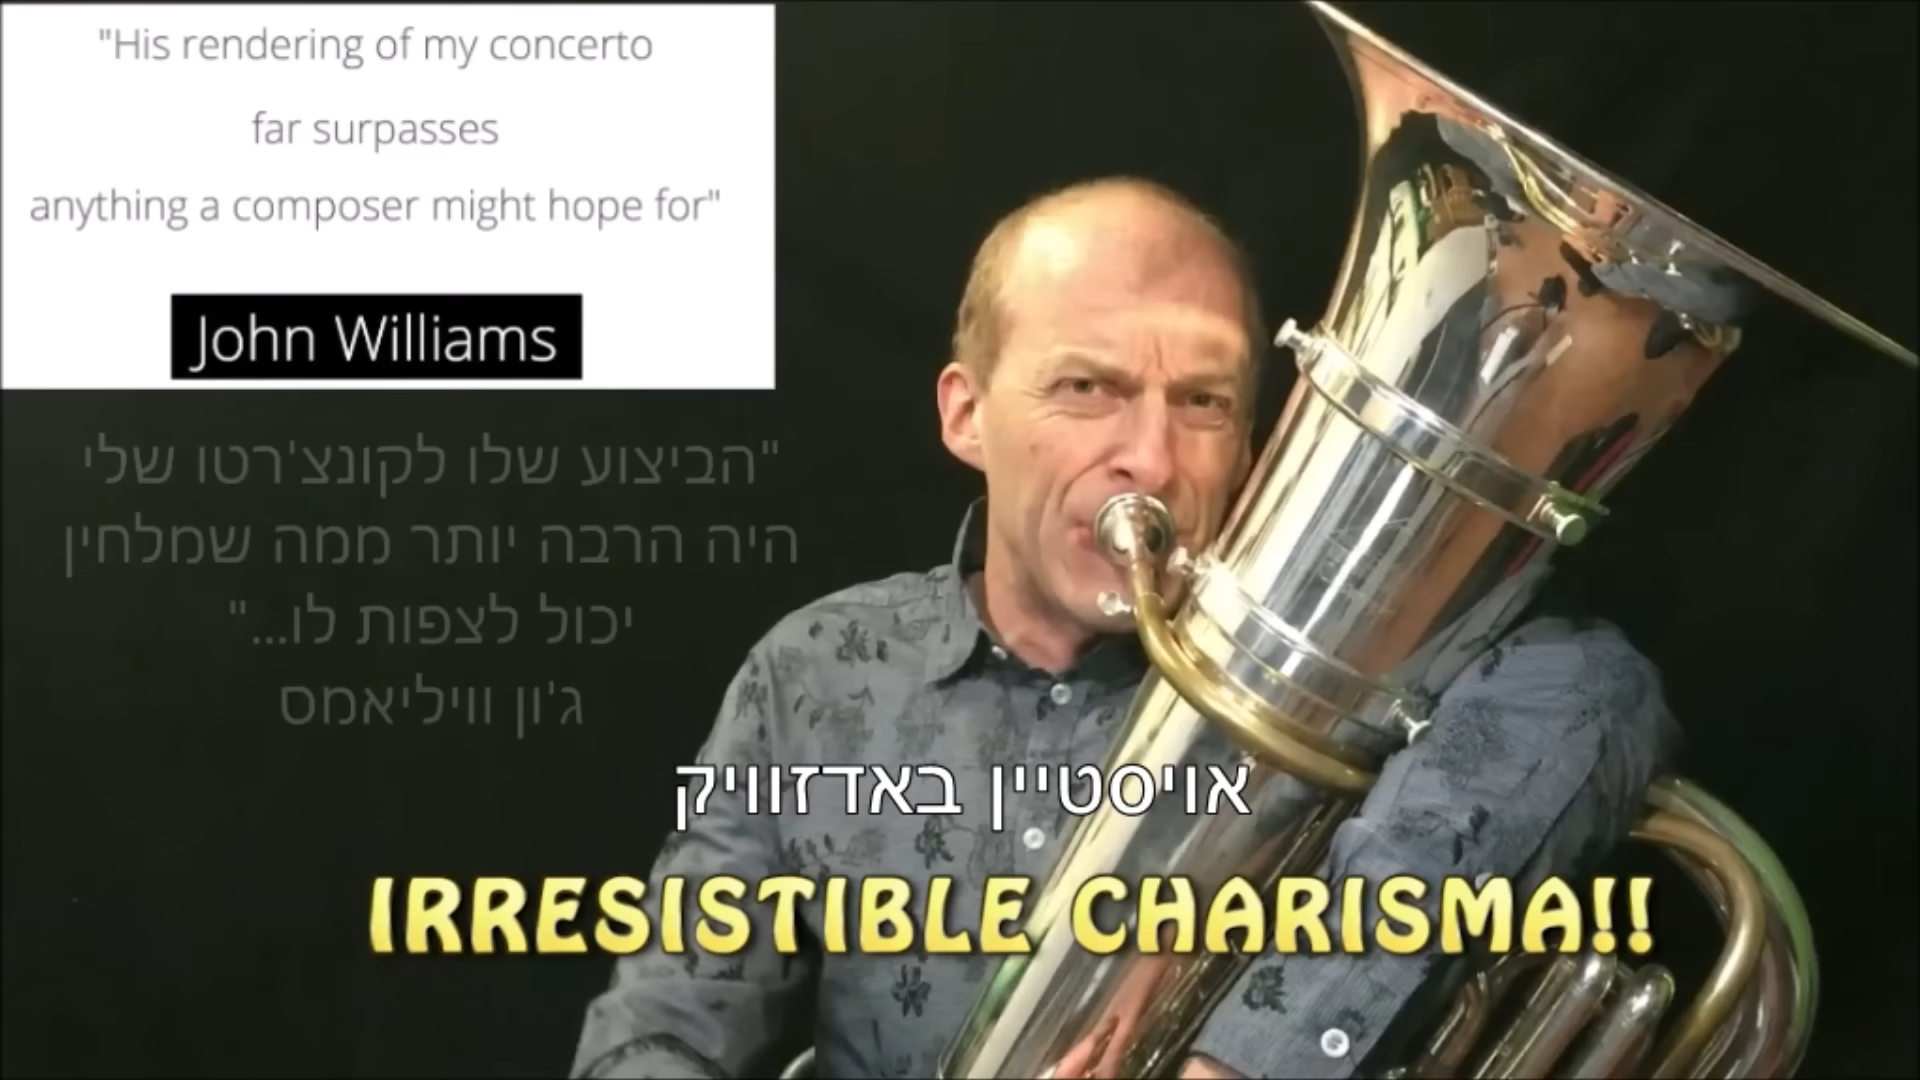 "His rendering of my concerto
far surpasses
anything a composer might hope for"
John Williams
"הביצוע שלו לקונצ'רטו שלי
היה הרבה יותר ממה שמלחין
יכול לצפות לו..."
ג'ון וויליאמס
אויסטיין באדזוויק
IRRESISTIBLE CHARISMA!!